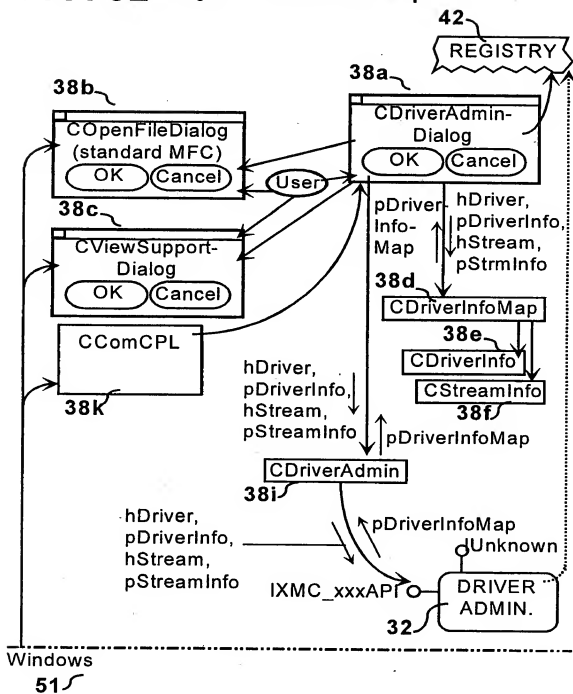 42
REGISTRY
38a
38b
CDriverAdmin-
Dialog
OK
Cancel
COpenFileDialog
(standard MFC)
OK
Cancel
User
38c
CViewSupport-
Dialog
OK
Cancel
pDriver-
Info-
Map
hDriver,
pDriverInfo,
hStream,
pStrmInfo
38d
CDriverInfoMap
38e
CDriverInfo
CStreamInfo
38f
CComCPL
38k
hDriver,
pDriverInfo,
hStream,
pStreamInfo
pDriverInfoMap
CDriverAdmin
38i
hDriver,
pDriverInfo,
hStream,
pStreamInfo
pDriverInfoMap
IUnknown
IXMC_xxxAPI
DRIVER
ADMIN.
32
Windows
51